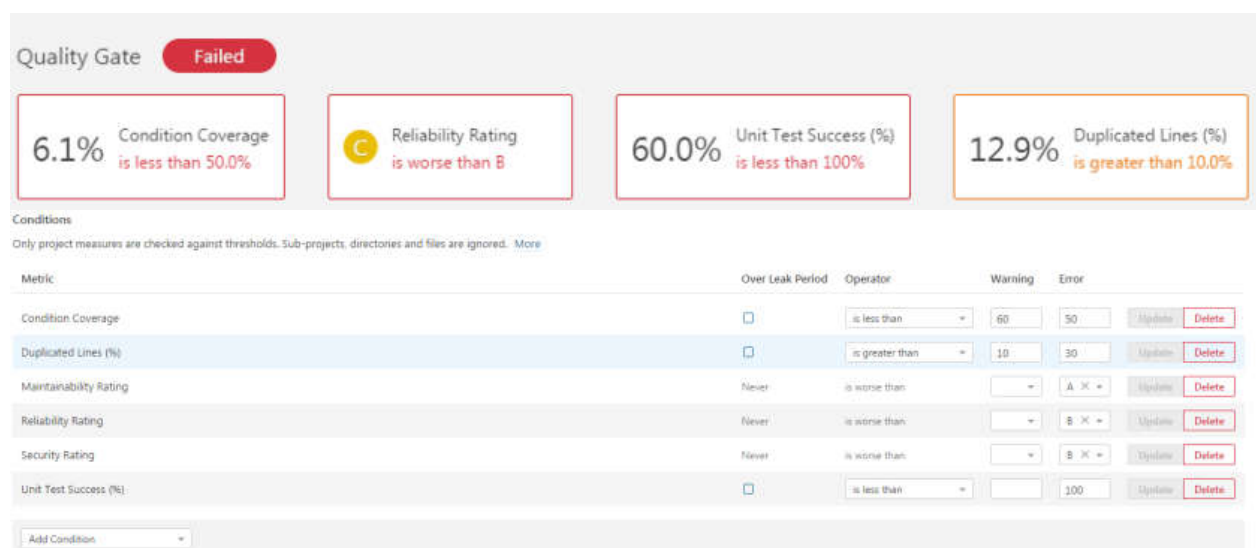 Quality Gate Failed
6.1% Condition Coverage
is less than 50.0%
C Reliability Rating
is worse than B
60.0% Unit Test Success (%)
is less than 100%
12.9% Duplicated Lines (%)
is greater than 10.0%
Conditions
Only project measures are checked against thresholds. Sub-projects, directories and files are ignored. More
Metric Over Leak Period Operator Warning Error
Condition Coverage is less than 60 50 Update Delete
Duplicated Lines (%) is greater than 10 30 Update Delete
Maintainability Rating Never is worse than A Update Delete
Reliability Rating Never is worse than B Update Delete
Security Rating Never is worse than B Update Delete
Unit Test Success (%) is less than 100 Update Delete
Add Condition